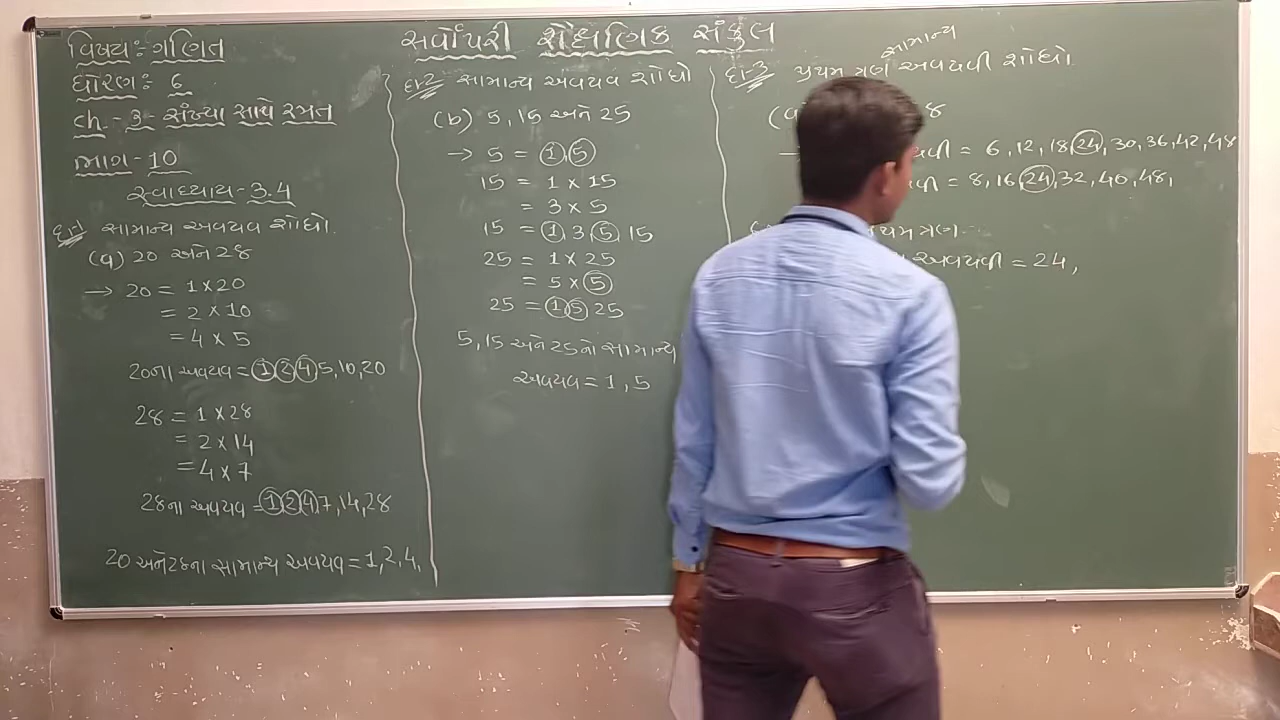 વિષયઃ ગણિત
ધોરણઃ 6
ch - 3 - સંખ્યા સાથે રમત
ભાગ - 10
સ્વાધ્યાય - 3.4
દા-1 સામાન્ય અવયવ શોધો.
(a) 20 અને 28
→ 20 = 1 x 20
= 2 x 10
= 4 x 5
20ના અવયવ = 1 2 4 5, 10, 20
28 = 1 x 28
= 2 x 14
= 4 x 7
28ના અવયવ = 1 2 4 7, 14, 28
20 અને 28ના સામાન્ય અવયવ = 1, 2, 4,
સર્વોપરી શૈક્ષણિક સંકુલ
દા-2 સામાન્ય અવયવ શોધો
(b) 5, 15 અને 25
→ 5 = 1, 5
15 = 1 x 15
= 3 x 5
15 = 1, 3, 5, 15
25 = 1 x 25
= 5 x 5
25 = 1 5 25
5, 15 અને 25નો સામાન્ય
અવયવ = 1, 5
સામાન્ય
દા-3 પ્રથમ ત્રણ અવયવી શોધો.
8
= 6, 12, 18, 24, 30, 36, 42, 48
= 8, 16, 24, 32, 40, 48,
ત્રણ
અવયવી = 24,